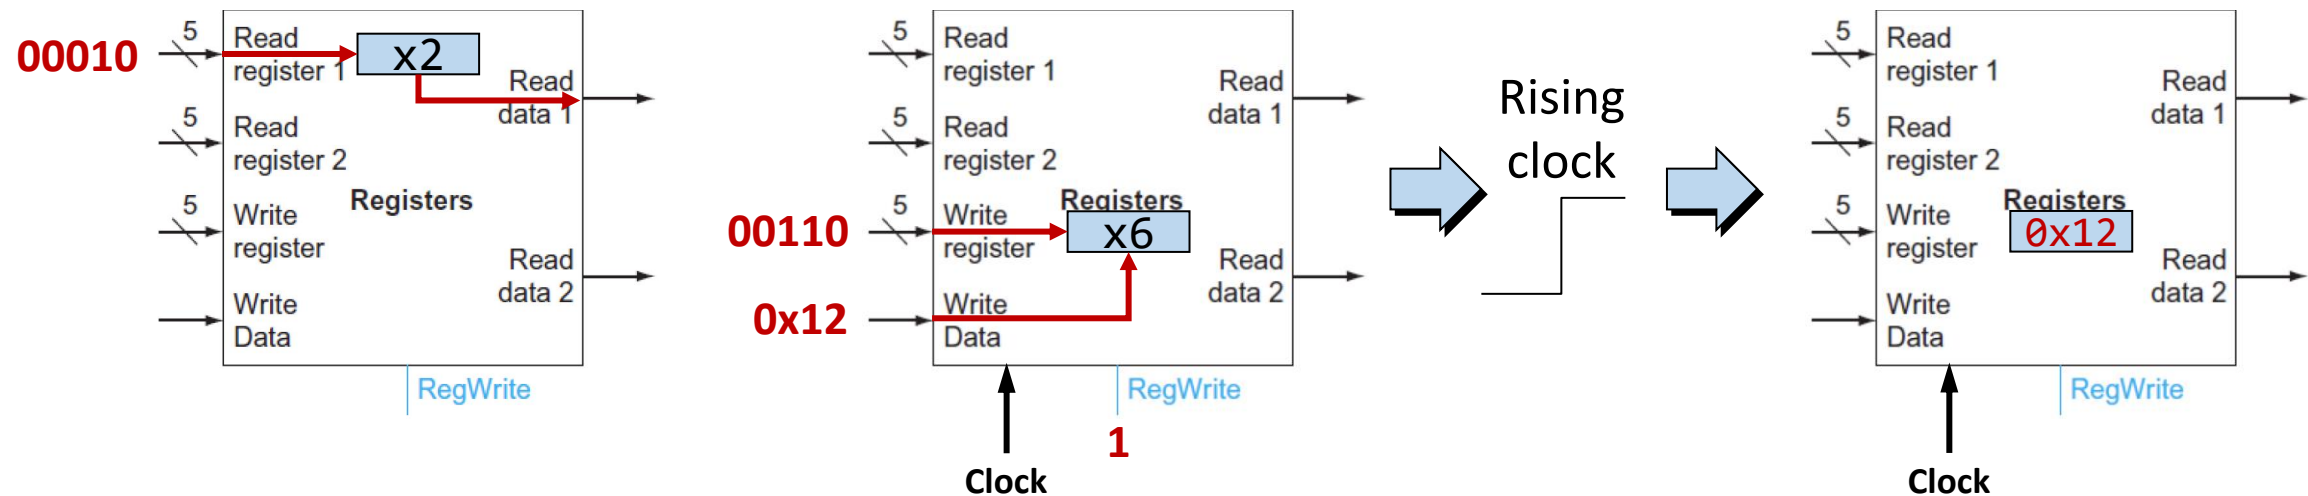 00010
5
Read
register 1
x2
Read
data 1
5
Read
register 2
5
Write
register
Registers
Read
data 2
Write
Data
RegWrite
5
Read
register 1
Read
data 1
5
Read
register 2
00110
5
Write
register
Registers
x6
Read
data 2
0x12
Write
Data
RegWrite
1
Clock
Rising
clock
5
Read
register 1
Read
data 1
5
Read
register 2
5
Write
register
Registers
0x12
Read
data 2
Write
Data
RegWrite
Clock